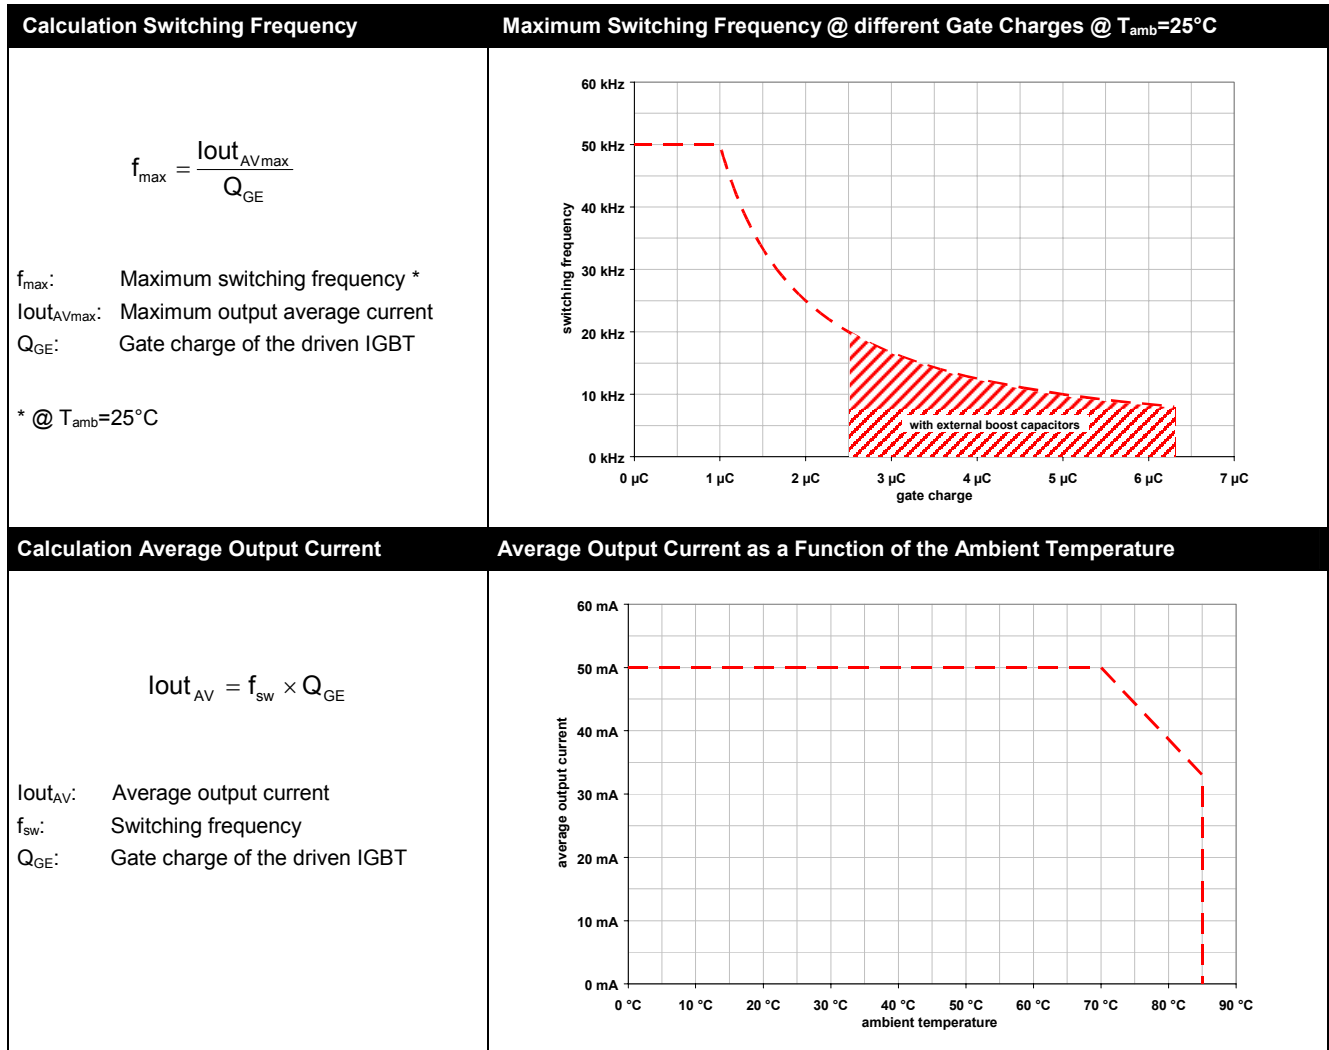 Calculation Switching Frequency
Maximum Switching Frequency @ different Gate Charges @ Tamb=25°C
fmax = IoutAVmax / QGE
fmax: Maximum switching frequency *
IoutAVmax: Maximum output average current
QGE: Gate charge of the driven IGBT
* @ Tamb=25°C
60 kHz
50 kHz
40 kHz
30 kHz
20 kHz
10 kHz
0 kHz
switching frequency
with external boost capacitors
0 µC 1 µC 2 µC 3 µC 4 µC 5 µC 6 µC 7 µC
gate charge
Calculation Average Output Current
Average Output Current as a Function of the Ambient Temperature
IoutAV = fsw × QGE
IoutAV: Average output current
fsw: Switching frequency
QGE: Gate charge of the driven IGBT
60 mA
50 mA
40 mA
30 mA
20 mA
10 mA
0 mA
average output current
0 °C 10 °C 20 °C 30 °C 40 °C 50 °C 60 °C 70 °C 80 °C 90 °C
ambient temperature